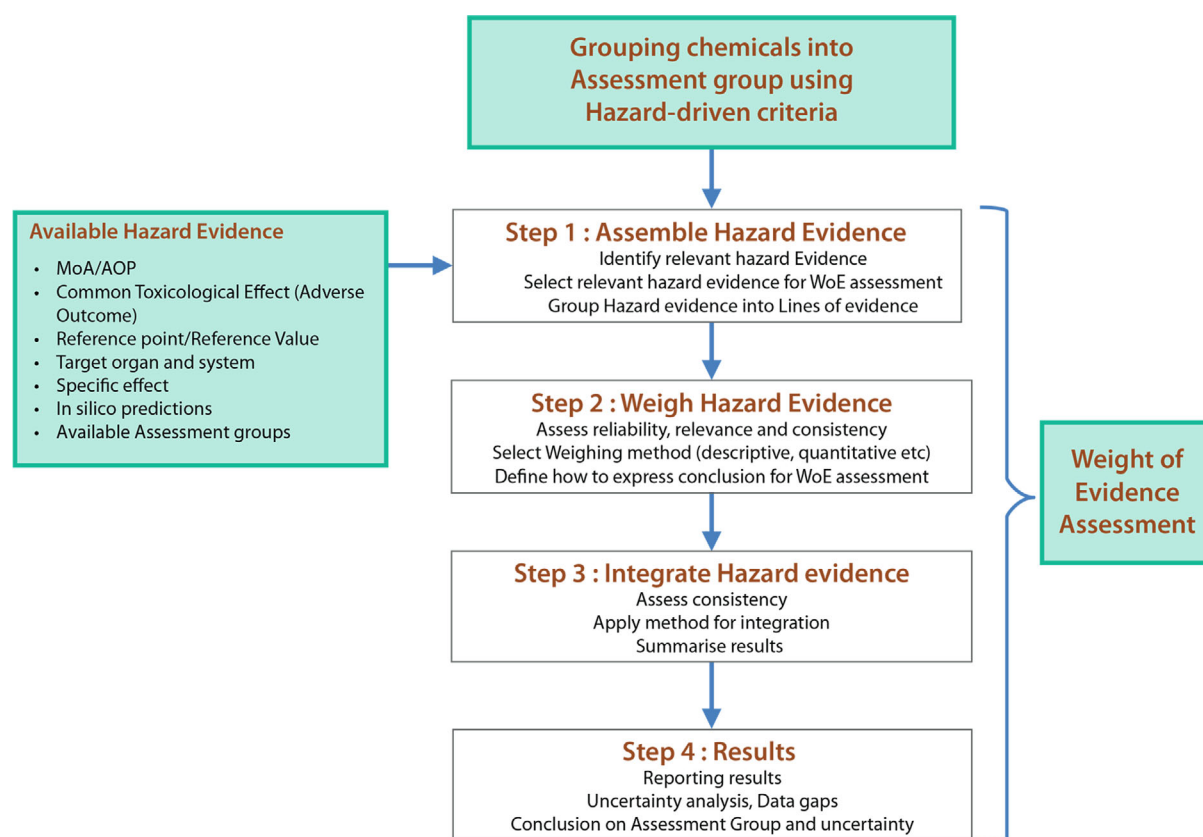 Grouping chemicals into
Assessment group using
Hazard-driven criteria
Available Hazard Evidence
• MoA/AOP
• Common Toxicological Effect (Adverse
Outcome)
• Reference point/Reference Value
• Target organ and system
• Specific effect
• In silico predictions
• Available Assessment groups
Step 1 : Assemble Hazard Evidence
Identify relevant hazard Evidence
Select relevant hazard evidence for WoE assessment
Group Hazard evidence into Lines of evidence
Step 2 : Weigh Hazard Evidence
Assess reliability, relevance and consistency
Select Weighing method (descriptive, quantitative etc)
Define how to express conclusion for WoE assessment
Step 3 : Integrate Hazard evidence
Assess consistency
Apply method for integration
Summarise results
Step 4 : Results
Reporting results
Uncertainty analysis, Data gaps
Conclusion on Assessment Group and uncertainty
Weight of
Evidence
Assessment